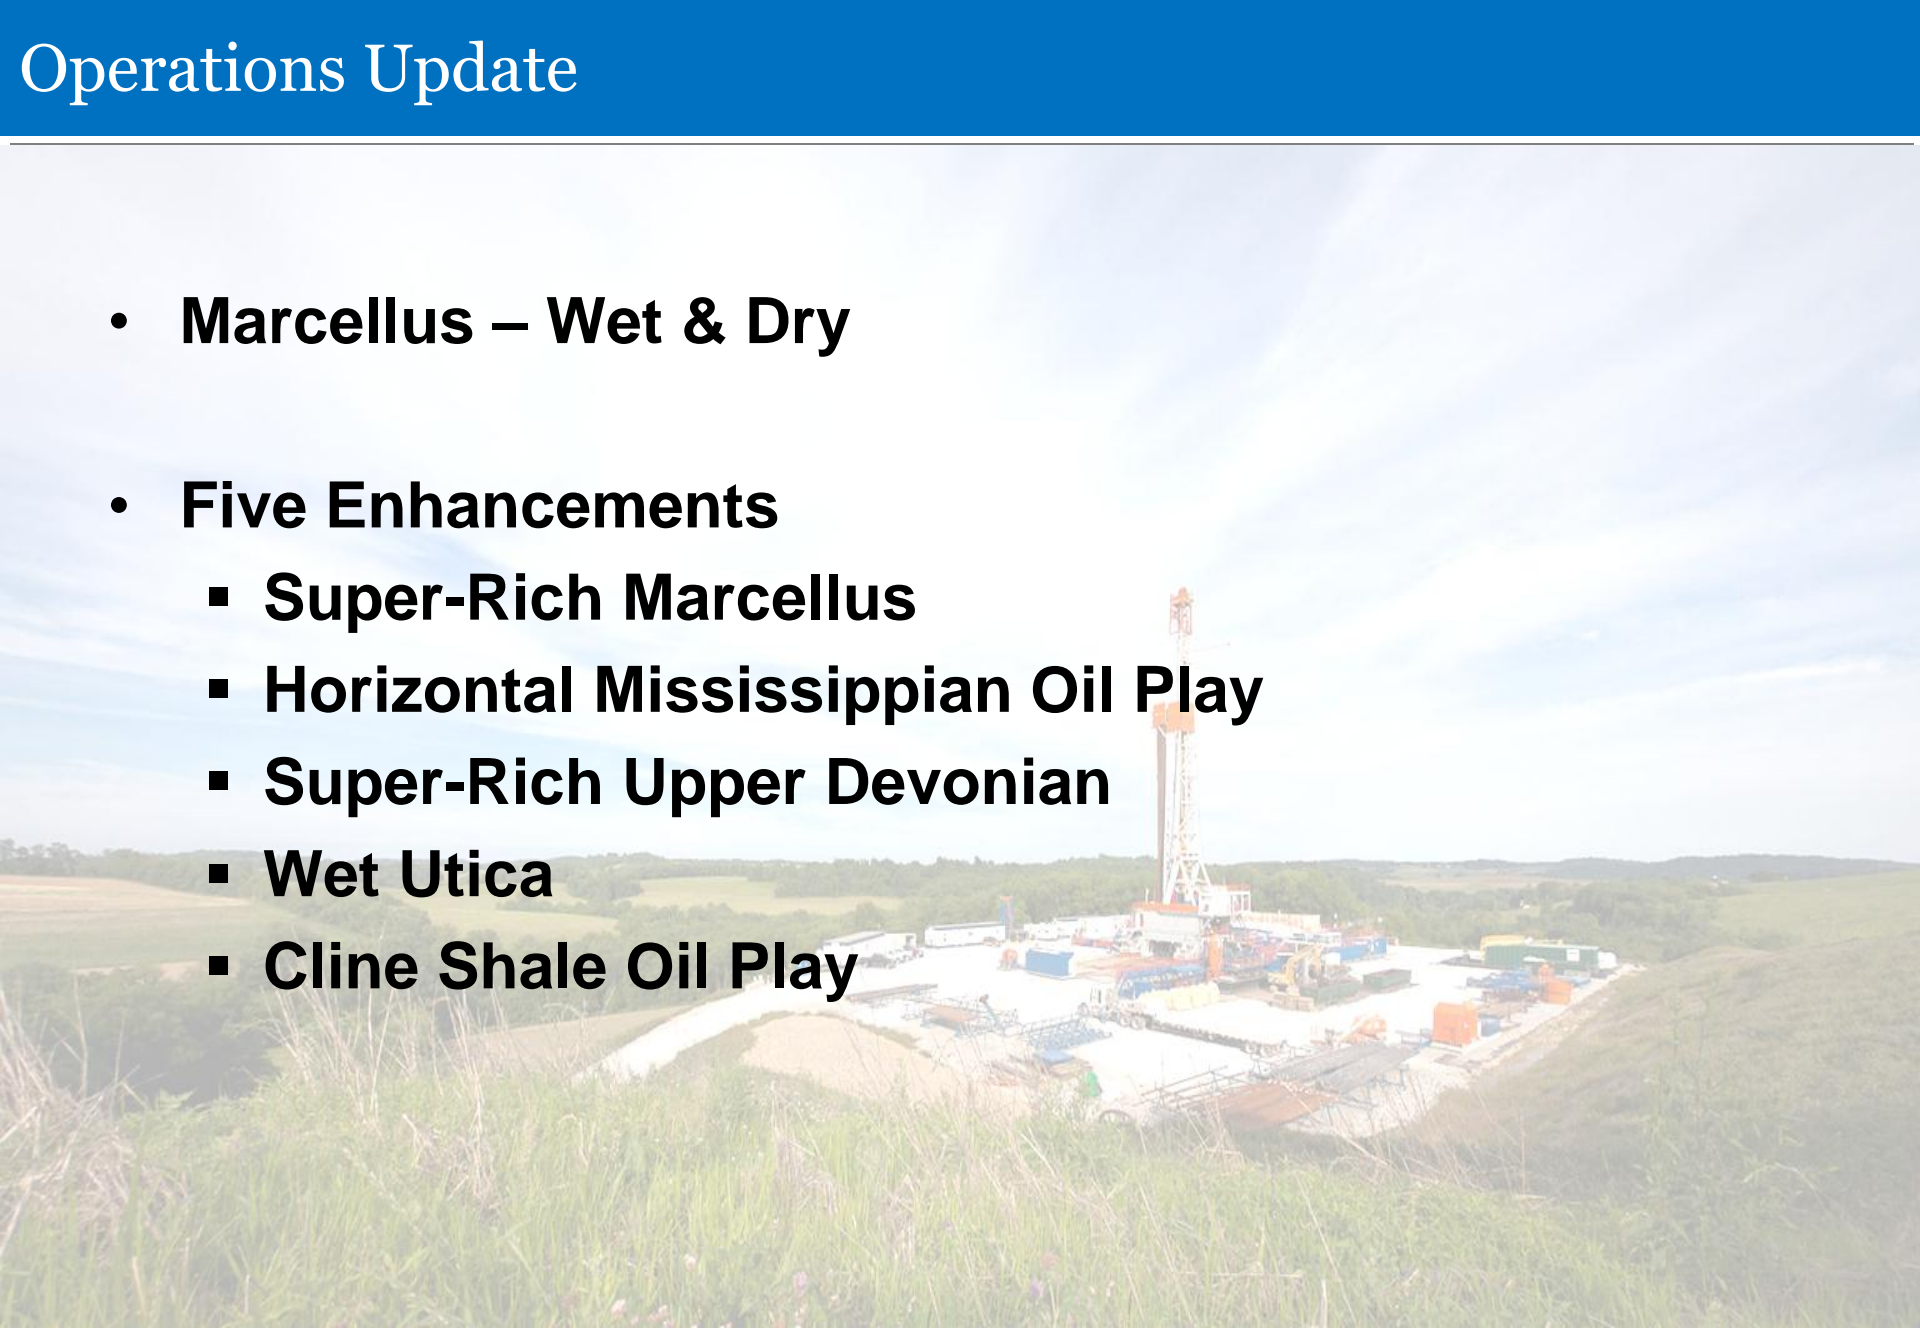 Operations Update
• Marcellus – Wet & Dry
• Five Enhancements
▪ Super-Rich Marcellus
▪ Horizontal Mississippian Oil Play
▪ Super-Rich Upper Devonian
▪ Wet Utica
▪ Cline Shale Oil Play